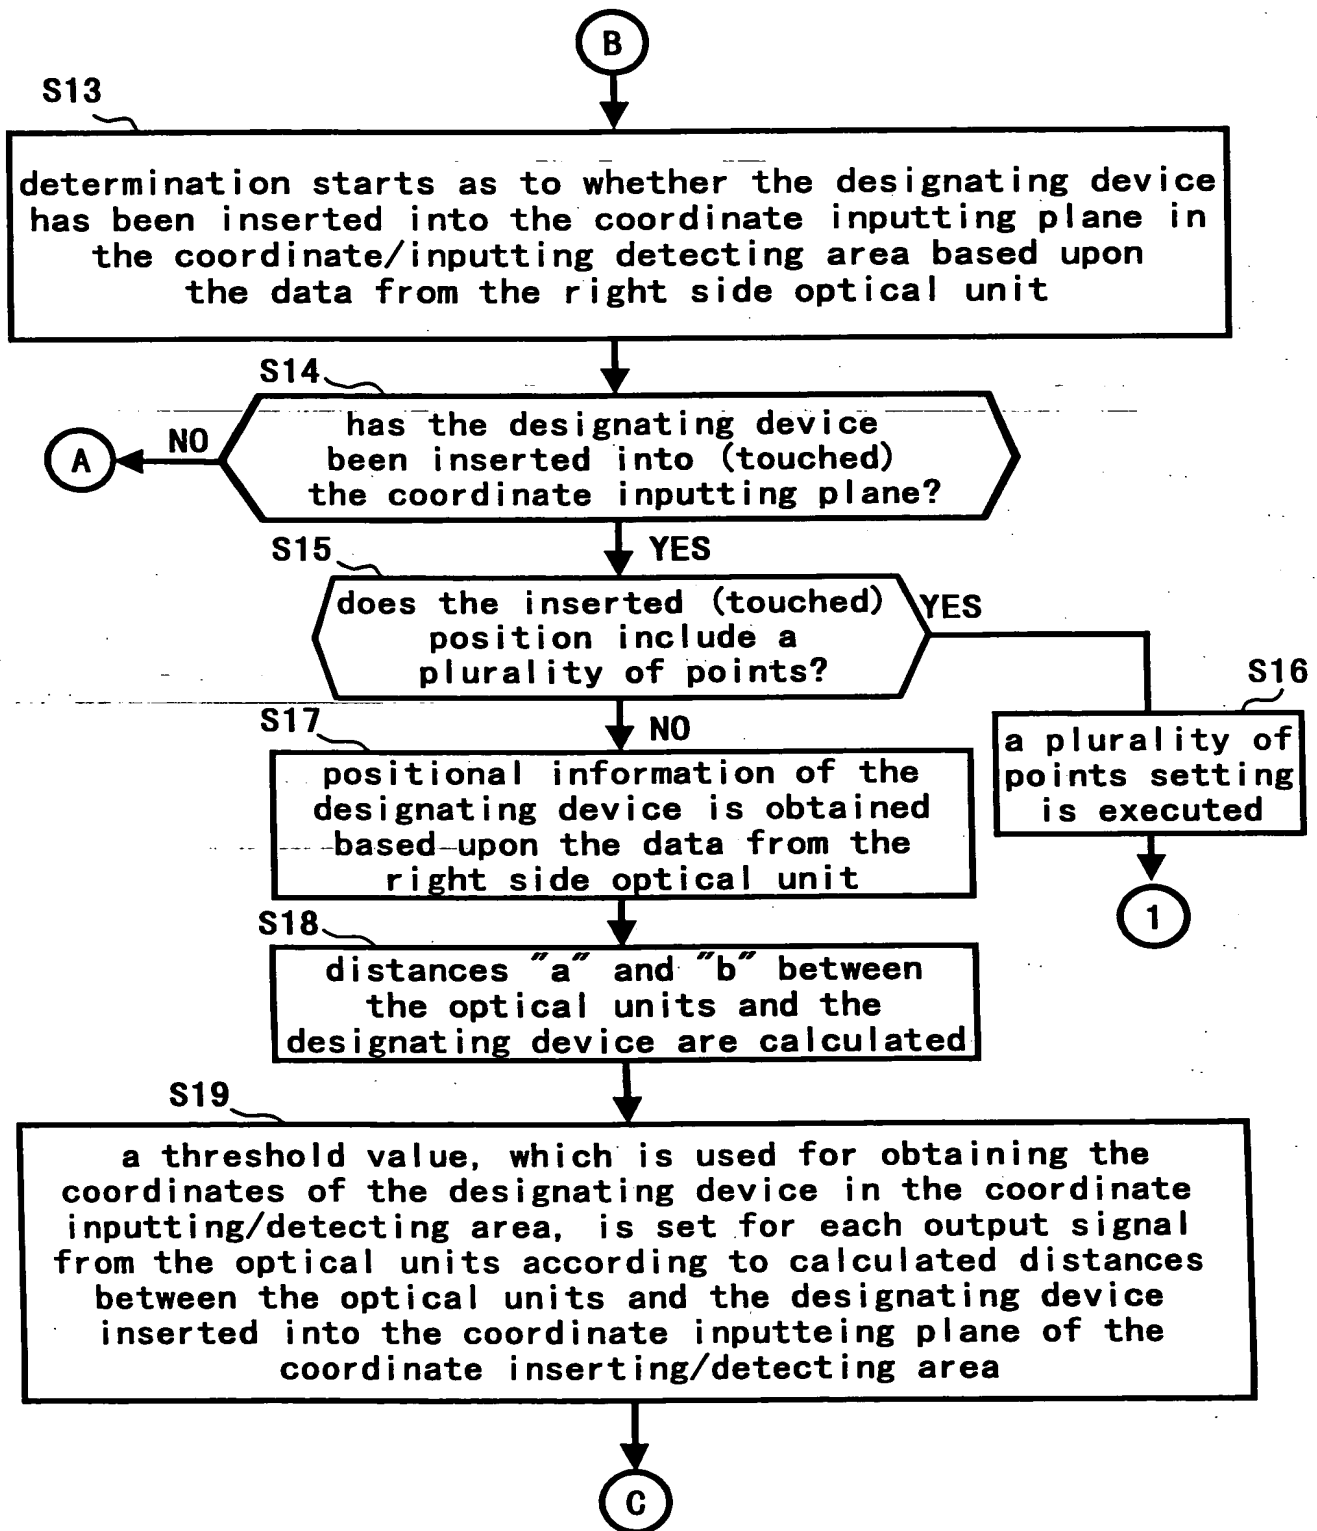 B
S13
determination starts as to whether the designating device
has been inserted into the coordinate inputting plane in
the coordinate/inputting detecting area based upon
the data from the right side optical unit
S14
has the designating device
been inserted into (touched)
the coordinate inputting plane?
NO
A
YES
S15
does the inserted (touched)
position include a
plurality of points?
YES
S16
a plurality of
points setting
is executed
1
NO
S17
positional information of the
designating device is obtained
based upon the data from the
right side optical unit
S18
distances "a" and "b" between
the optical units and the
designating device are calculated
S19
a threshold value, which is used for obtaining the
coordinates of the designating device in the coordinate
inputting/detecting area, is set for each output signal
from the optical units according to calculated distances
between the optical units and the designating device
inserted into the coordinate inputteing plane of the
coordinate inserting/detecting area
C